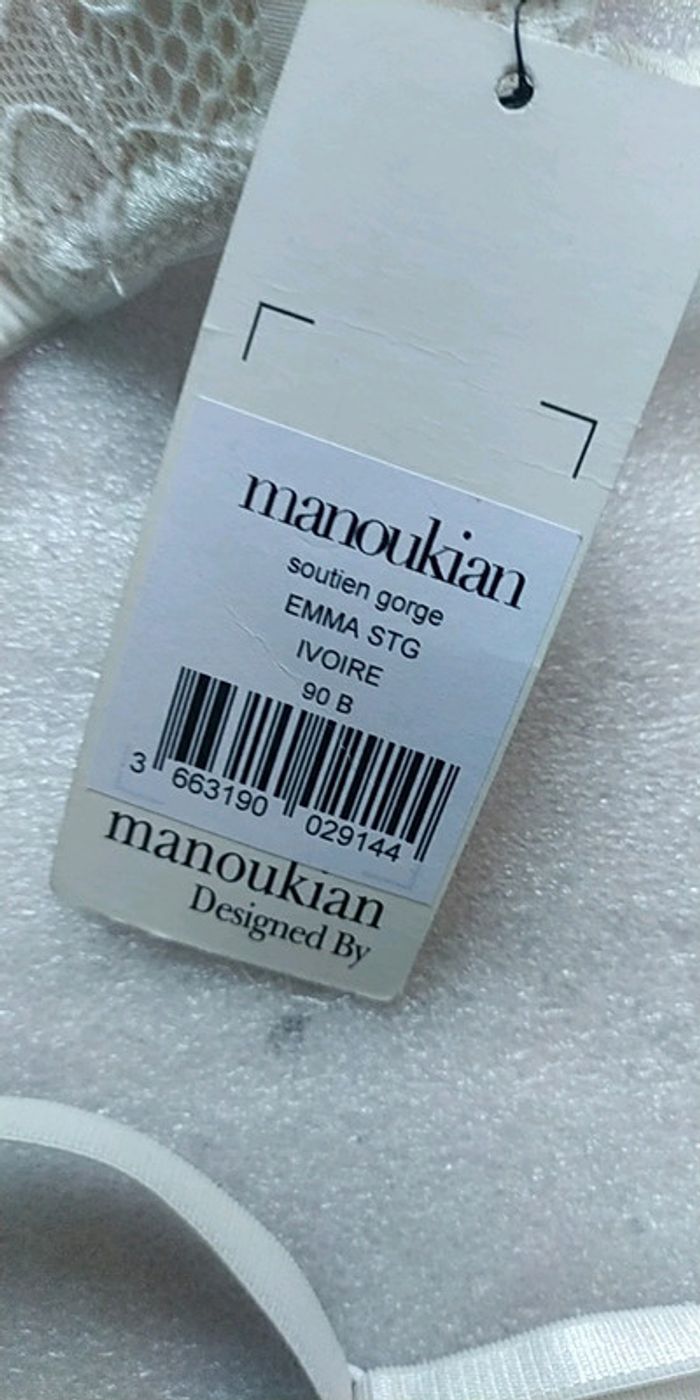 manoukian
soutien gorge
EMMA STG
IVOIRE
90 B
3 663190 029144
manoukian
Designed By